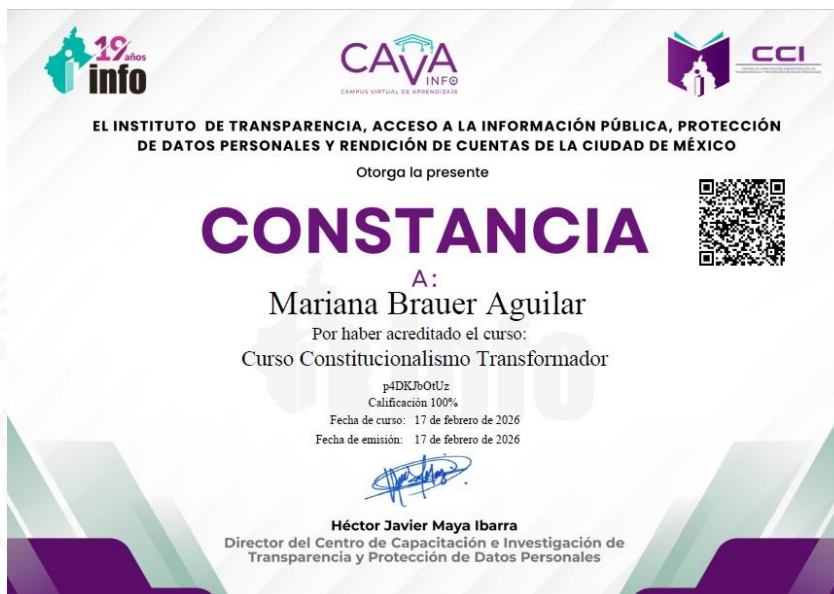 19 años
info
CAVA
INFO
CAMPUS VIRTUAL DE APRENDIZAJE
CCI
EL INSTITUTO DE TRANSPARENCIA, ACCESO A LA INFORMACIÓN PÚBLICA, PROTECCIÓN
DE DATOS PERSONALES Y RENDICIÓN DE CUENTAS DE LA CIUDAD DE MÉXICO
Otorga la presente
CONSTANCIA
A:
Mariana Brauer Aguilar
Por haber acreditado el curso:
Curso Constitucionalismo Transformador
p4DKJbOtUz
Calificación 100%
Fecha de curso: 17 de febrero de 2026
Fecha de emisión: 17 de febrero de 2026
Héctor Javier Maya Ibarra
Director del Centro de Capacitación e Investigación de
Transparencia y Protección de Datos Personales